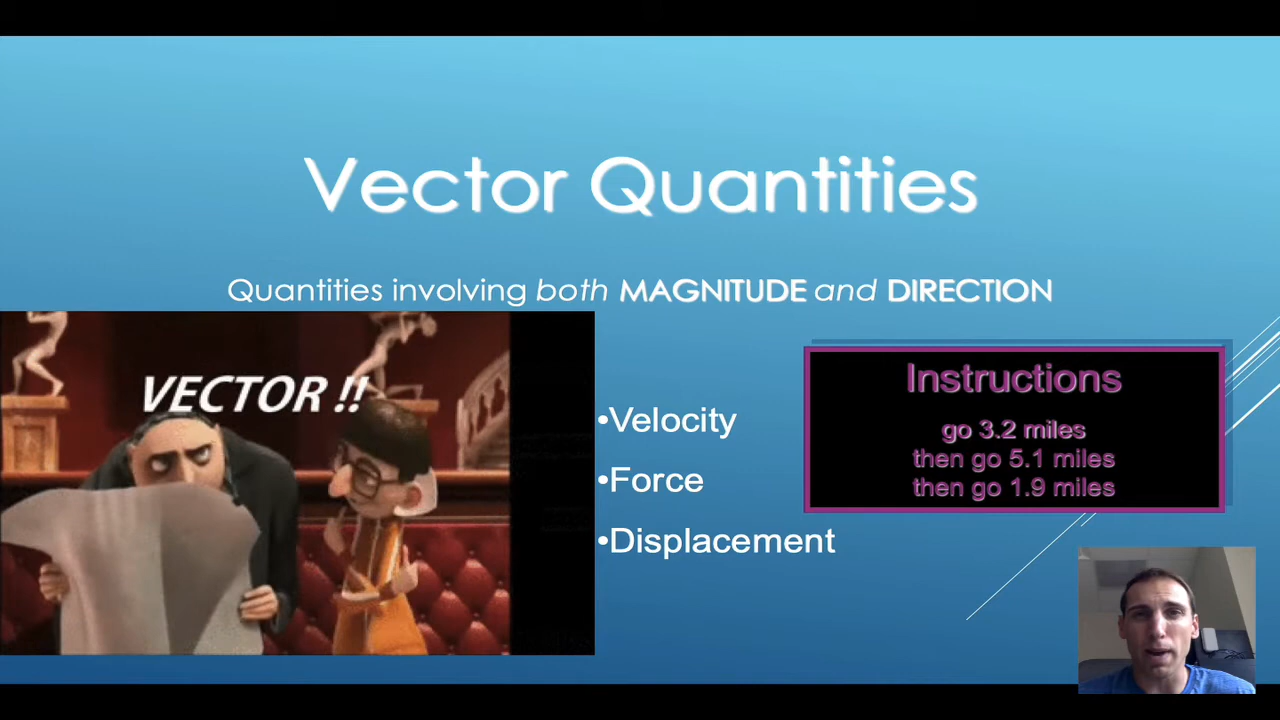 Vector Quantities
Quantities involving both MAGNITUDE and DIRECTION
VECTOR !!
•Velocity
•Force
•Displacement
Instructions
go 3.2 miles
then go 5.1 miles
then go 1.9 miles